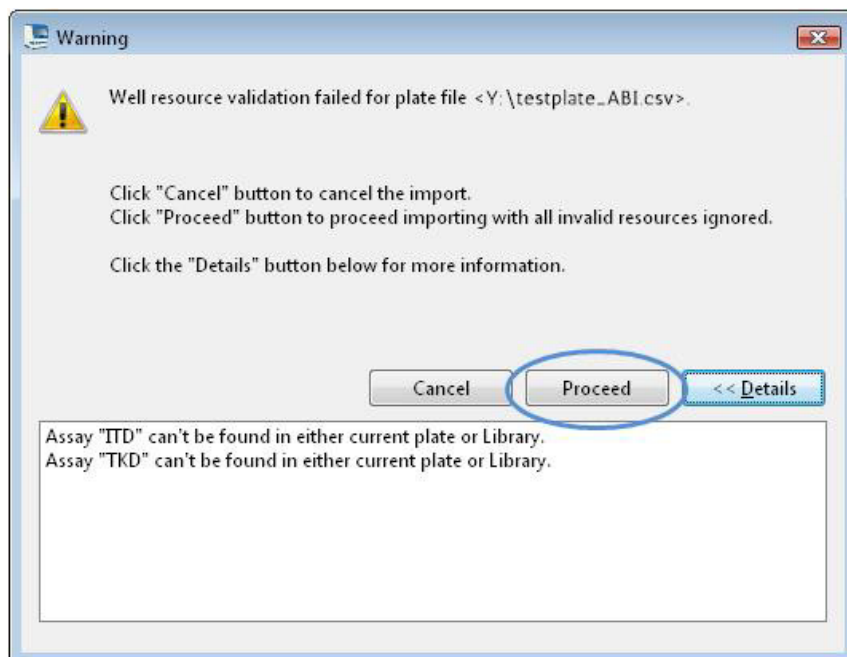 Warning
Well resource validation failed for plate file <Y:\testplate_ABI.csv>.
Click "Cancel" button to cancel the import.
Click "Proceed" button to proceed importing with all invalid resources ignored.
Click the "Details" button below for more information.
Cancel
Proceed
<< Details
Assay "ITD" can't be found in either current plate or Library.
Assay "TKD" can't be found in either current plate or Library.